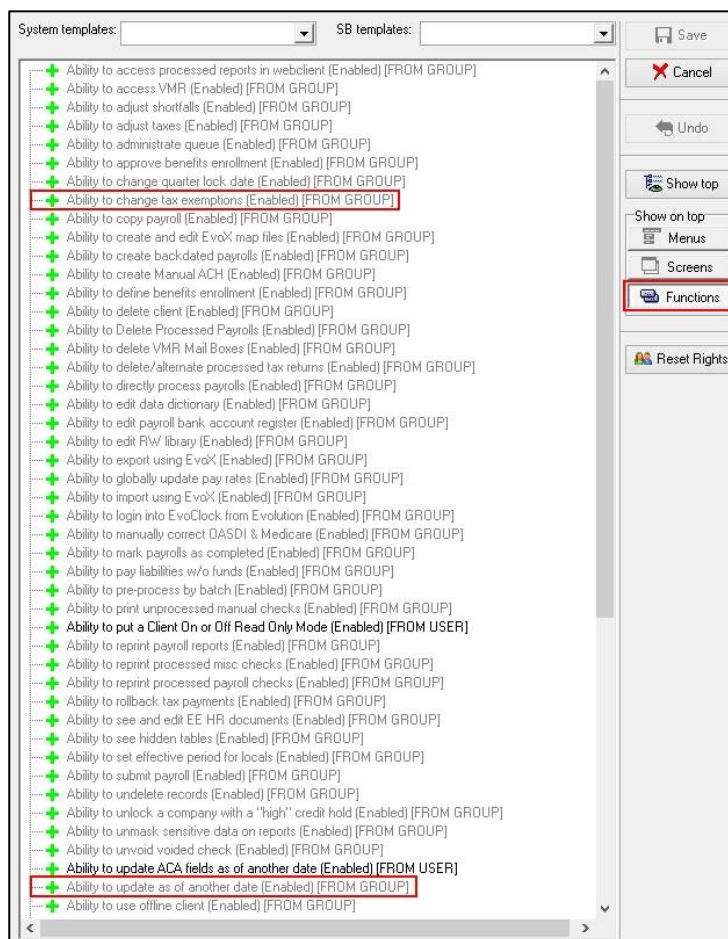 System templates:
SB templates:
Ability to access processed reports in webclient (Enabled) [FROM GROUP]
Ability to access VMR (Enabled) [FROM GROUP]
Ability to adjust shortfalls (Enabled) [FROM GROUP]
Ability to adjust taxes (Enabled) [FROM GROUP]
Ability to administrate queue (Enabled) [FROM GROUP]
Ability to approve benefits enrollment (Enabled) [FROM GROUP]
Ability to change quarter lock date (Enabled) [FROM GROUP]
Ability to change tax exemptions (Enabled) [FROM GROUP]
Ability to copy payroll (Enabled) [FROM GROUP]
Ability to create and edit EvoX map files (Enabled) [FROM GROUP]
Ability to create backdated payrolls (Enabled) [FROM GROUP]
Ability to create Manual ACH (Enabled) [FROM GROUP]
Ability to define benefits enrollment (Enabled) [FROM GROUP]
Ability to delete client (Enabled) [FROM GROUP]
Ability to Delete Processed Payrolls (Enabled) [FROM GROUP]
Ability to delete VMR Mail Boxes (Enabled) [FROM GROUP]
Ability to delete/alternate processed tax returns (Enabled) [FROM GROUP]
Ability to directly process payrolls (Enabled) [FROM GROUP]
Ability to edit data dictionary (Enabled) [FROM GROUP]
Ability to edit payroll bank account register (Enabled) [FROM GROUP]
Ability to edit RW library (Enabled) [FROM GROUP]
Ability to export using EvoX (Enabled) [FROM GROUP]
Ability to globally update pay rates (Enabled) [FROM GROUP]
Ability to import using EvoX (Enabled) [FROM GROUP]
Ability to login into EvoClock from Evolution (Enabled) [FROM GROUP]
Ability to manually correct OASDI & Medicare (Enabled) [FROM GROUP]
Ability to mark payrolls as completed (Enabled) [FROM GROUP]
Ability to pay liabilities w/o funds (Enabled) [FROM GROUP]
Ability to pre-process by batch (Enabled) [FROM GROUP]
Ability to print unprocessed manual checks (Enabled) [FROM GROUP]
Ability to put a Client On or Off Read Only Mode (Enabled) [FROM USER]
Ability to reprint payroll reports (Enabled) [FROM GROUP]
Ability to reprint processed misc checks (Enabled) [FROM GROUP]
Ability to reprint processed payroll checks (Enabled) [FROM GROUP]
Ability to rollback tax payments (Enabled) [FROM GROUP]
Ability to see and edit EE HR documents (Enabled) [FROM GROUP]
Ability to see hidden tables (Enabled) [FROM GROUP]
Ability to set effective period for locals (Enabled) [FROM GROUP]
Ability to submit payroll (Enabled) [FROM GROUP]
Ability to undelete records (Enabled) [FROM GROUP]
Ability to unlock a company with a "high" credit hold (Enabled) [FROM GROUP]
Ability to unmask sensitive data on reports (Enabled) [FROM GROUP]
Ability to unvoid voided check (Enabled) [FROM GROUP]
Ability to update ACA fields as of another date (Enabled) [FROM USER]
Ability to update as of another date (Enabled) [FROM GROUP]
Ability to use offline client (Enabled) [FROM GROUP]
Save
Cancel
Undo
Show top
Show on top
Menus
Screens
Functions
Reset Rights